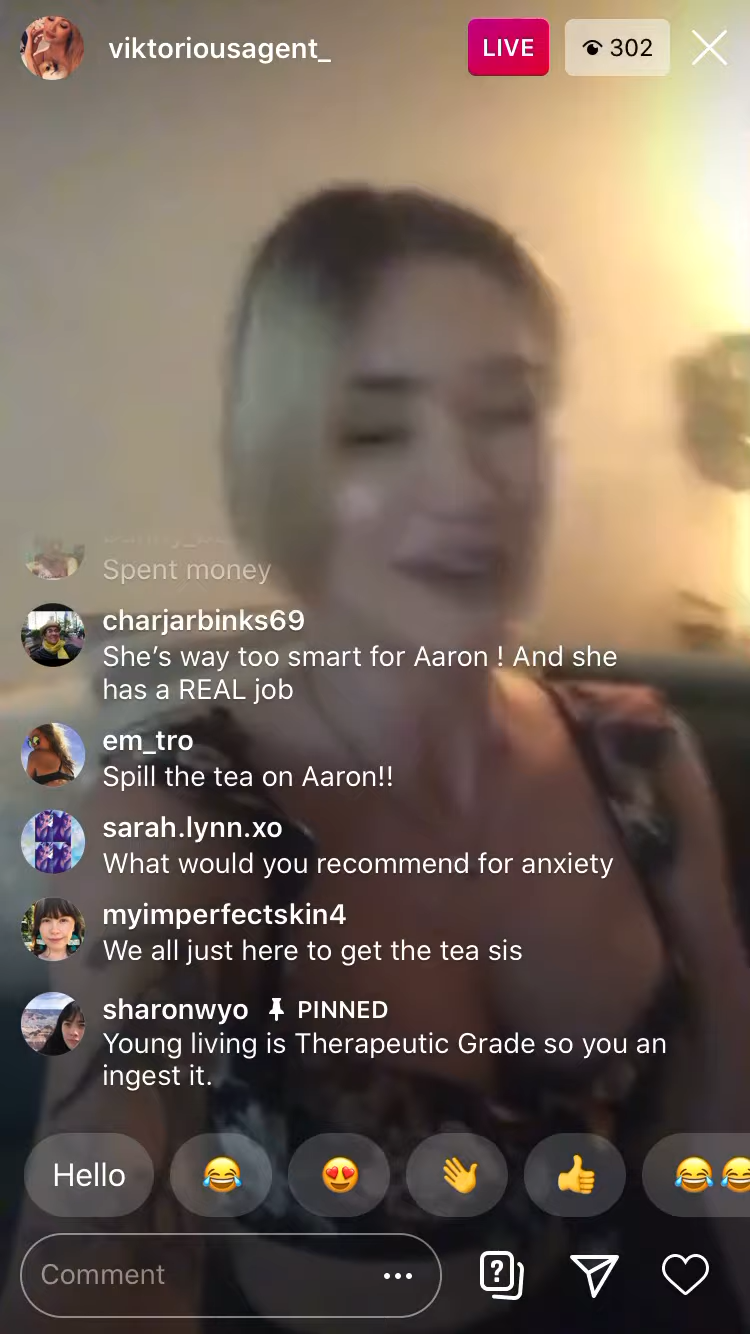 viktoriousagent_
LIVE
302
Spent money
charjarbinks69
She's way too smart for Aaron ! And she
has a REAL job
em_tro
Spill the tea on Aaron!!
sarah.lynn.xo
What would you recommend for anxiety
myimperfectskin4
We all just here to get the tea sis
sharonwyo PINNED
Young living is Therapeutic Grade so you an
ingest it.
Hello
Comment